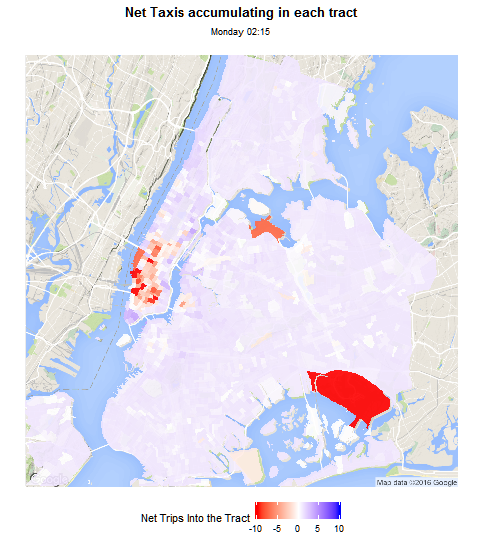 Net Taxis accumulating in each tract
Monday 02:15
Map data ©2016 Google
Net Trips Into the Tract
-10 -5 0 5 10